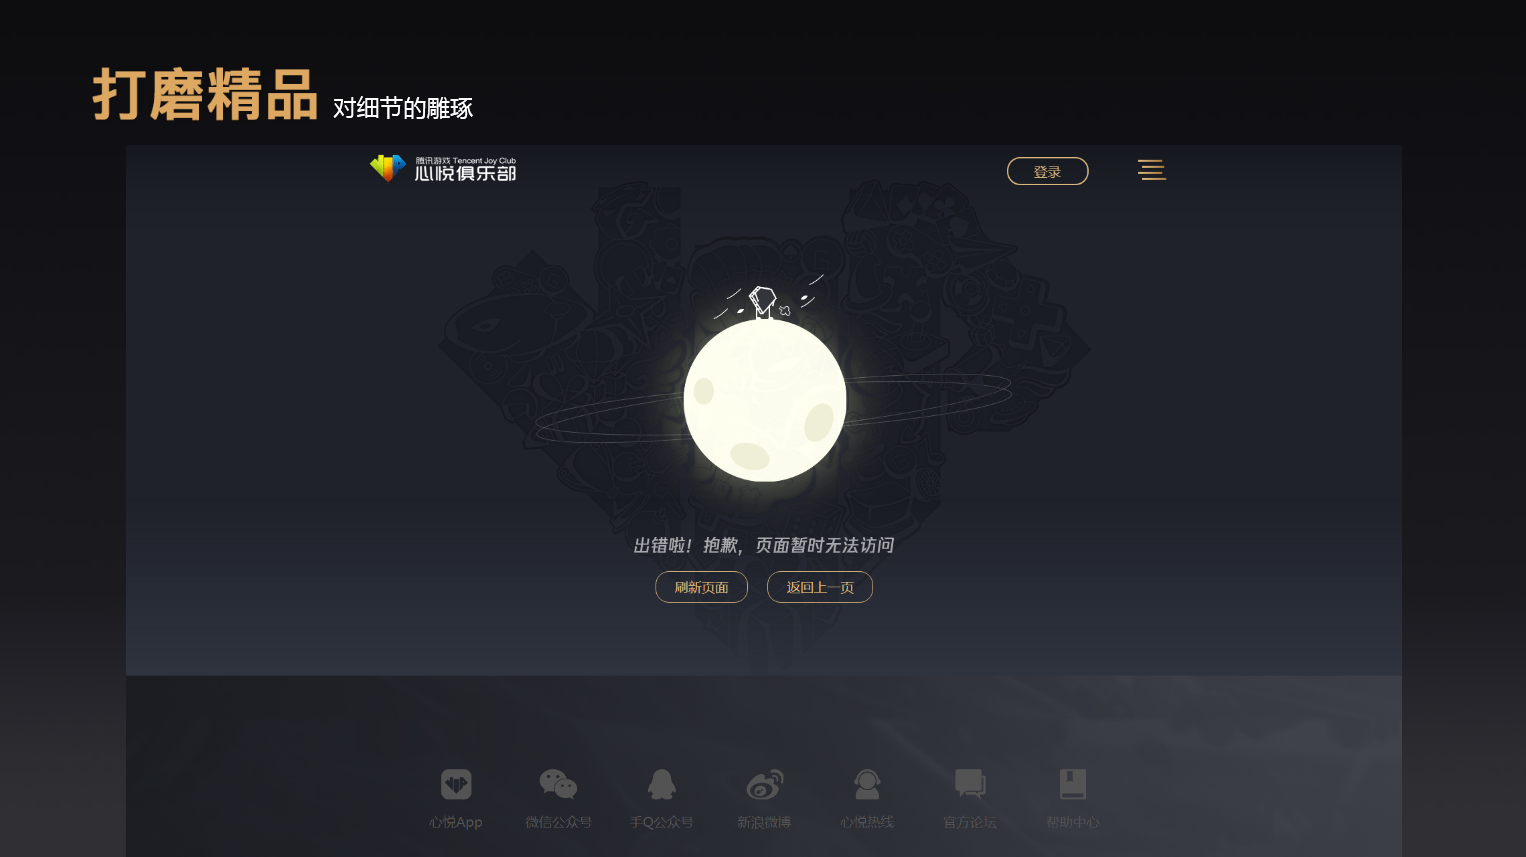 打磨精品 对细节的雕琢
腾讯游戏 Tencent Joy Club
心悦俱乐部
登录
出错啦！抱歉，页面暂时无法访问
刷新页面 返回上一页
心悦App 微信公众号 手Q公众号 新浪微博 心悦热线 官方论坛 帮助中心